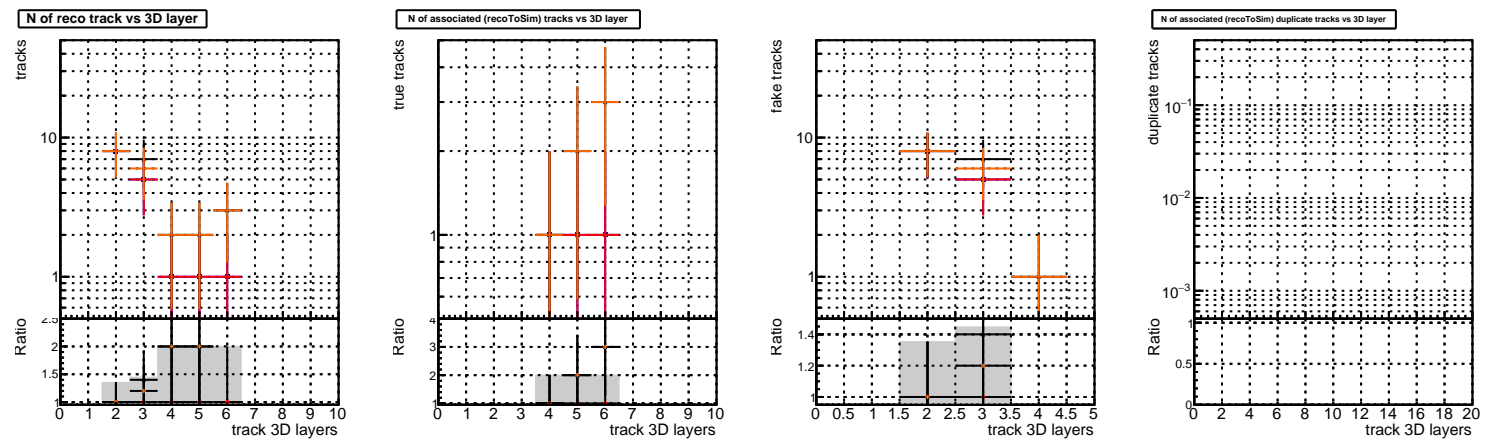 N of reco track vs 3D layer
tracks
10
1
Ratio
2.5
2
1.5
1
0 1 2 3 4 5 6 7 8 9 10
track 3D layers
N of associated (recoToSim) tracks vs 3D layer
true tracks
1
Ratio
4
3
2
1
0 1 2 3 4 5 6 7 8 9 10
track 3D layers
fake tracks
10
1
Ratio
1.4
1.2
1
0 0.5 1 1.5 2 2.5 3 3.5 4 4.5 5
track 3D layers
N of associated (recoToSim) duplicate tracks vs 3D layer
duplicate tracks
10−1
10−2
10−3
Ratio
1
0.5
0
0 2 4 6 8 10 12 14 16 18 20
track 3D layers